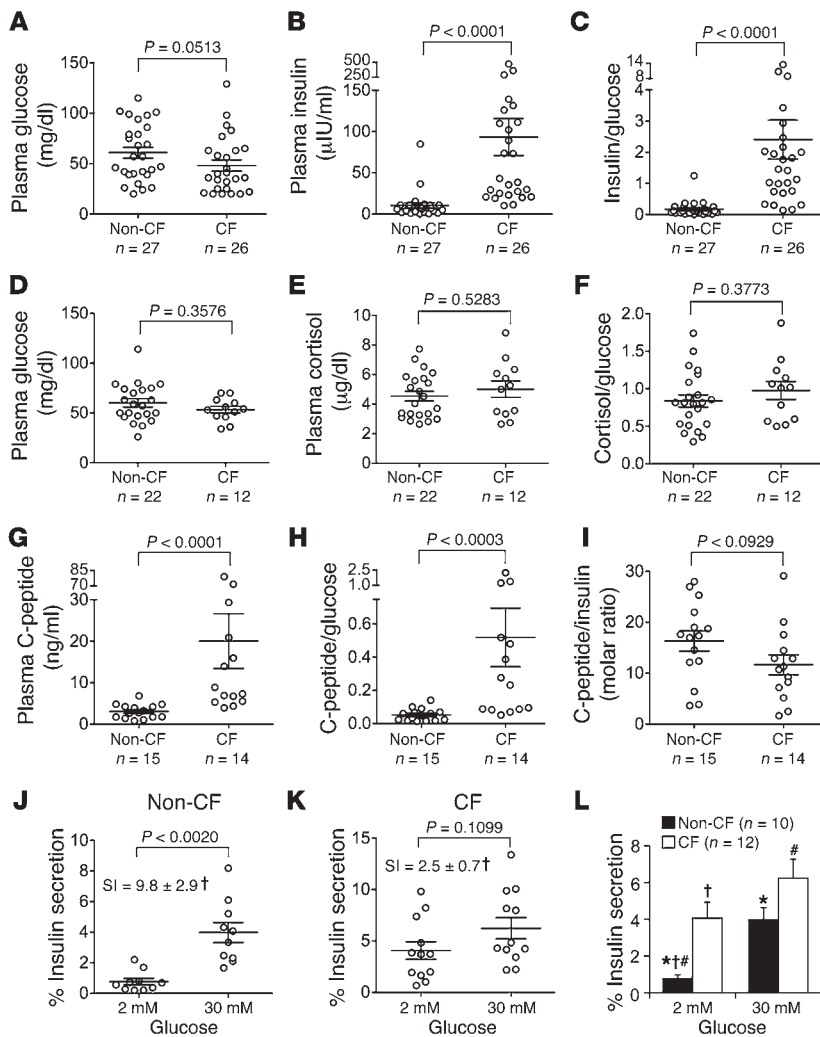 A
P = 0.0513
Plasma glucose
(mg/dl)
150
100
50
0
Non-CF
CF
n = 27
n = 26
B
P < 0.0001
Plasma insulin
(µIU/ml)
500
250
150
100
50
0
Non-CF
CF
n = 27
n = 26
C
P < 0.0001
Insulin/glucose
14
8
4
3
2
1
0
Non-CF
CF
n = 27
n = 26
D
P = 0.3576
Plasma glucose
(mg/dl)
150
100
50
0
Non-CF
CF
n = 22
n = 12
E
P = 0.5283
Plasma cortisol
(µg/dl)
10
8
6
4
2
0
Non-CF
CF
n = 22
n = 12
F
P = 0.3773
Cortisol/glucose
2.0
1.5
1.0
0.5
0.0
Non-CF
CF
n = 22
n = 12
G
P < 0.0001
Plasma C-peptide
(ng/ml)
85
70
30
20
10
0
Non-CF
CF
n = 15
n = 14
H
P < 0.0003
C-peptide/glucose
2.5
1.0
0.6
0.4
0.2
0.0
Non-CF
CF
n = 15
n = 14
I
P < 0.0929
C-peptide/insulin
(molar ratio)
30
20
10
0
Non-CF
CF
n = 15
n = 14
J
Non-CF
P < 0.0020
SI = 9.8 ± 2.9†
% Insulin secretion
10
8
6
4
2
0
2 mM
30 mM
Glucose
K
CF
P = 0.1099
SI = 2.5 ± 0.7†
% Insulin secretion
15
10
5
0
2 mM
30 mM
Glucose
L
Non-CF (n = 10)
CF (n = 12)
% Insulin secretion
8
6
4
2
0
*†#
†
*
#
2 mM
30 mM
Glucose